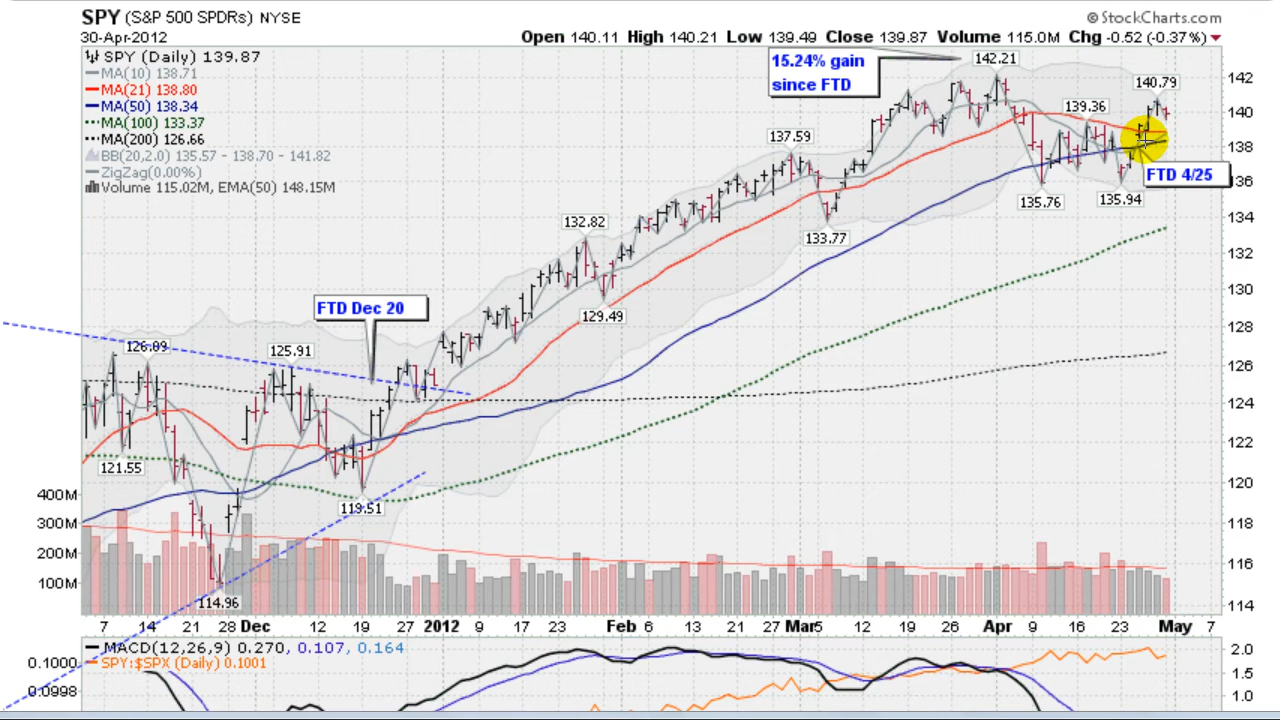 SPY (S&P 500 SPDRs) NYSE
© StockCharts.com
30-Apr-2012
Open 140.11 High 140.21 Low 139.49 Close 139.87 Volume 115.0M Chg -0.52 (-0.37%)
SPY (Daily) 139.87
MA(10) 138.71
MA(21) 138.80
MA(50) 138.34
MA(100) 133.37
MA(200) 126.66
BB(20,2.0) 135.57 - 138.70 - 141.82
ZigZag(0.00%)
Volume 115.02M, EMA(50) 148.15M
15.24% gain
since FTD
142.21
140.79
139.36
137.59
FTD 4/25
135.76
135.94
133.77
132.82
129.49
FTD Dec 20
126.09
125.91
121.55
119.51
114.96
142
140
138
136
134
132
130
128
126
124
122
120
118
116
114
400M
300M
200M
100M
7 14 21 28 Dec 12 19 27 2012 9 17 23 Feb 6 13 21 27 Mar 5 12 19 26 Apr 9 16 23 May 7
MACD(12,26,9) 0.270, 0.107, 0.164
SPY:$SPX (Daily) 0.1001
0.1000
0.0998
2.0
1.5
1.0